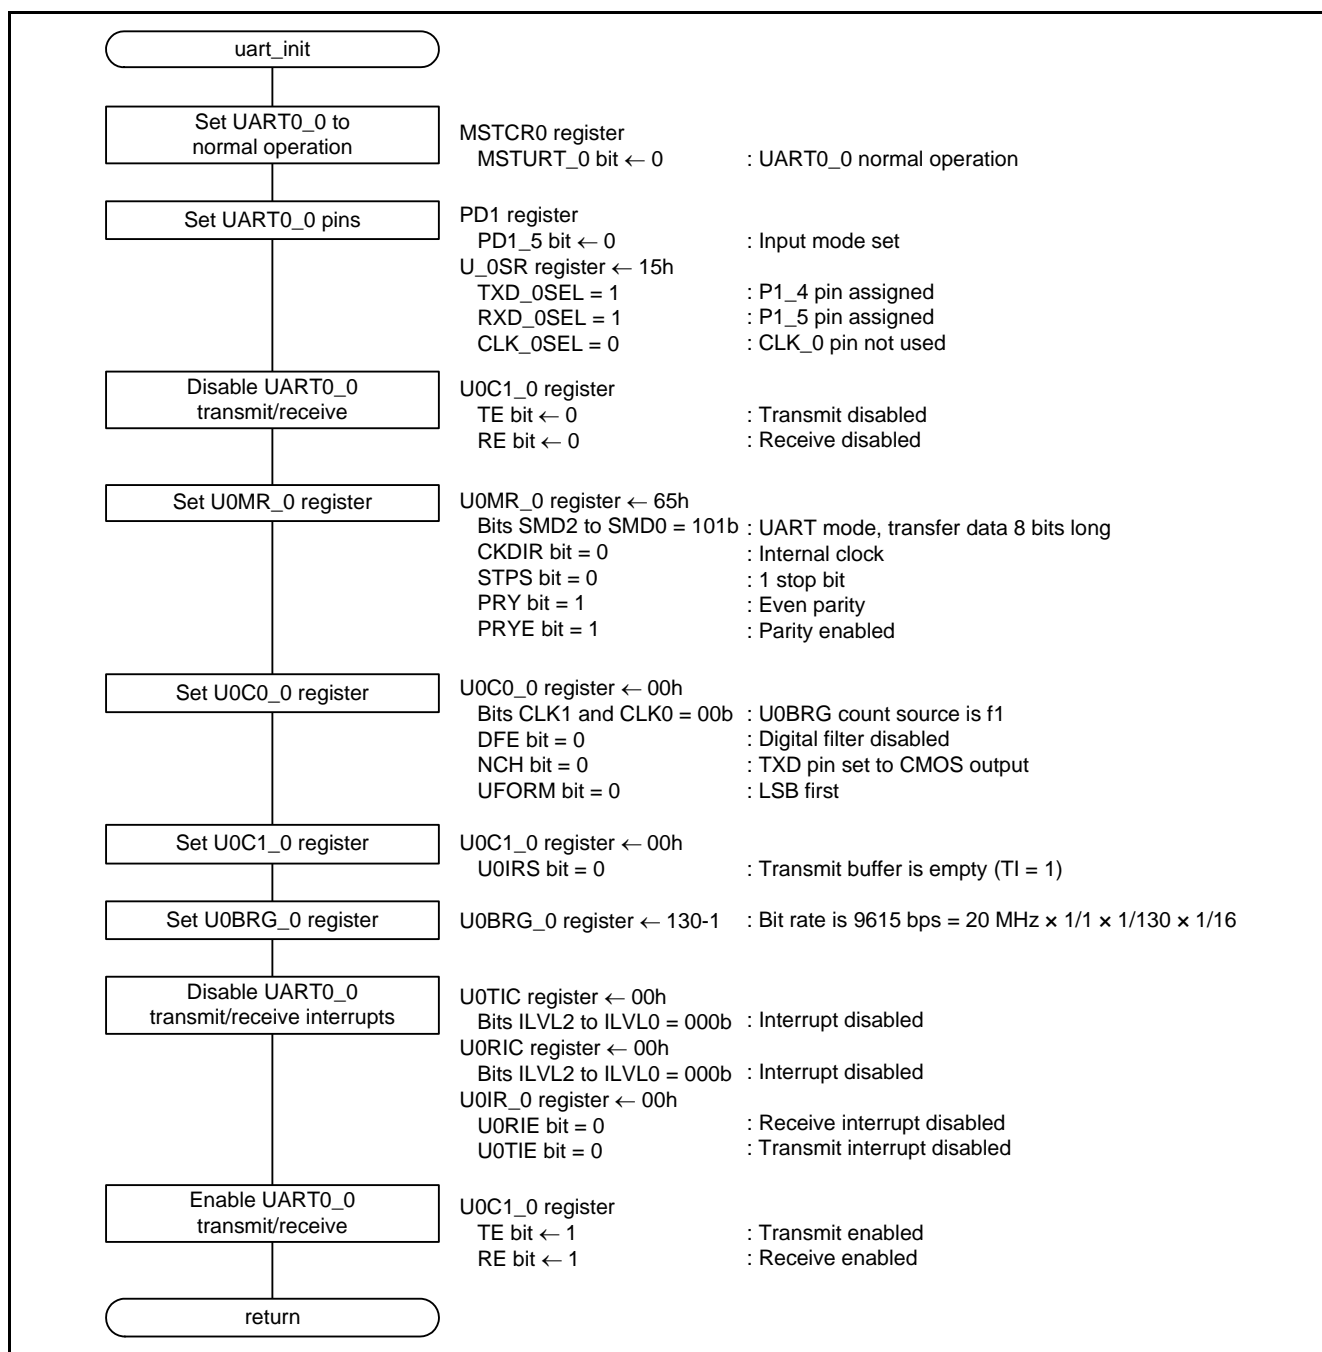 uart_init
Set UART0_0 to
normal operation
MSTCR0 register
MSTURT_0 bit ← 0 : UART0_0 normal operation
Set UART0_0 pins
PD1 register
PD1_5 bit ← 0 : Input mode set
U_0SR register ← 15h
TXD_0SEL = 1 : P1_4 pin assigned
RXD_0SEL = 1 : P1_5 pin assigned
CLK_0SEL = 0 : CLK_0 pin not used
Disable UART0_0
transmit/receive
U0C1_0 register
TE bit ← 0 : Transmit disabled
RE bit ← 0 : Receive disabled
Set U0MR_0 register
U0MR_0 register ← 65h
Bits SMD2 to SMD0 = 101b : UART mode, transfer data 8 bits long
CKDIR bit = 0 : Internal clock
STPS bit = 0 : 1 stop bit
PRY bit = 1 : Even parity
PRYE bit = 1 : Parity enabled
Set U0C0_0 register
U0C0_0 register ← 00h
Bits CLK1 and CLK0 = 00b : U0BRG count source is f1
DFE bit = 0 : Digital filter disabled
NCH bit = 0 : TXD pin set to CMOS output
UFORM bit = 0 : LSB first
Set U0C1_0 register
U0C1_0 register ← 00h
U0IRS bit = 0 : Transmit buffer is empty (TI = 1)
Set U0BRG_0 register
U0BRG_0 register ← 130-1 : Bit rate is 9615 bps = 20 MHz × 1/1 × 1/130 × 1/16
Disable UART0_0
transmit/receive interrupts
U0TIC register ← 00h
Bits ILVL2 to ILVL0 = 000b : Interrupt disabled
U0RIC register ← 00h
Bits ILVL2 to ILVL0 = 000b : Interrupt disabled
U0IR_0 register ← 00h
U0RIE bit = 0 : Receive interrupt disabled
U0TIE bit = 0 : Transmit interrupt disabled
Enable UART0_0
transmit/receive
U0C1_0 register
TE bit ← 1 : Transmit enabled
RE bit ← 1 : Receive enabled
return